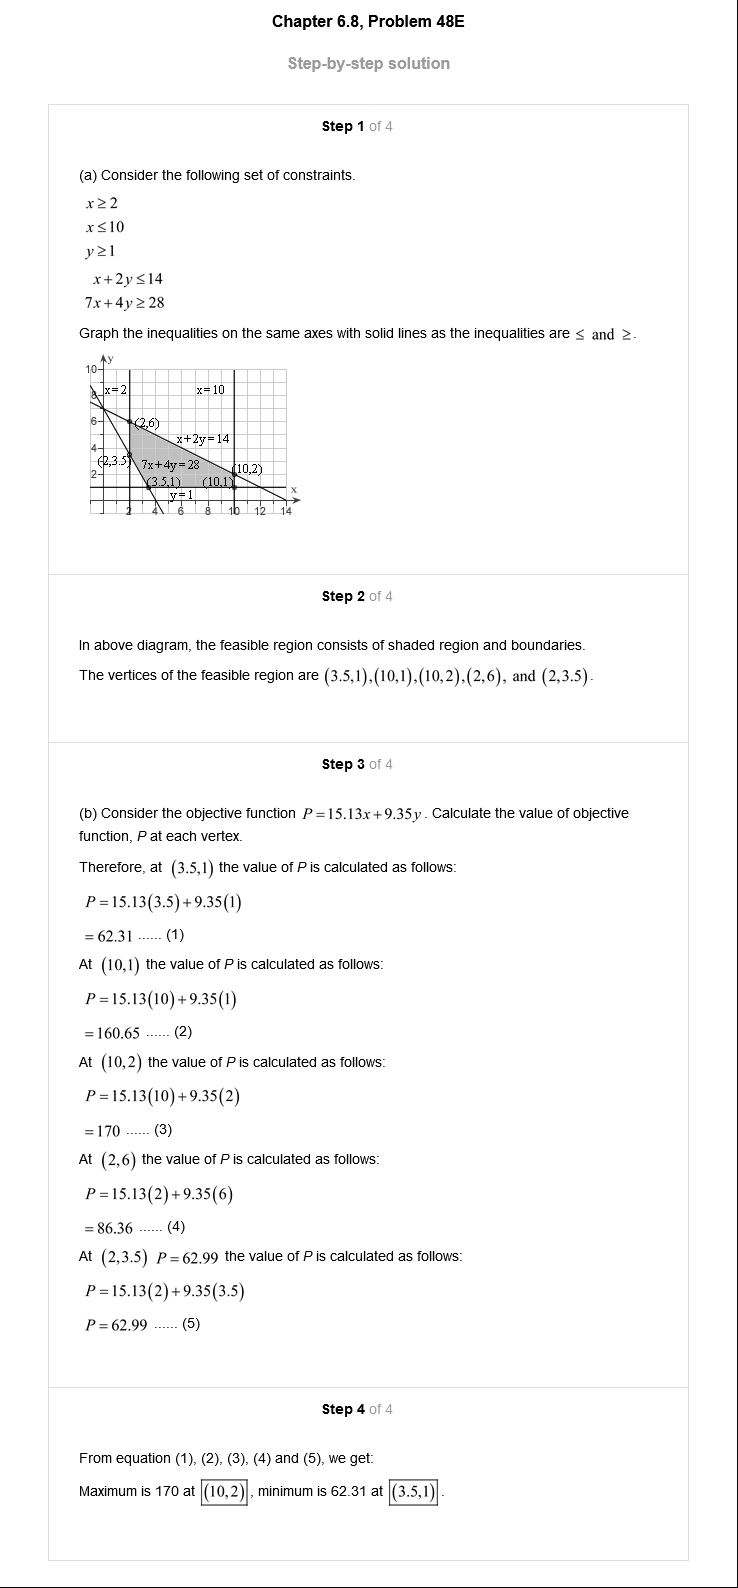 Chapter 6.8, Problem 48E
Step-by-step solution
Step 1 of 4
(a) Consider the following set of constraints.
x ≥ 2
x ≤ 10
y ≥ 1
x + 2y ≤ 14
7x + 4y ≥ 28
Graph the inequalities on the same axes with solid lines as the inequalities are ≤ and ≥.
y
10
8
6
4
2
x=2
x=10
(2,6)
x+2y=14
(2,3.5)
7x+4y=28
(10,2)
(3.5,1)
(10,1)
y=1
x
2 4 6 8 10 12 14
Step 2 of 4
In above diagram, the feasible region consists of shaded region and boundaries.
The vertices of the feasible region are (3.5,1),(10,1),(10,2),(2,6), and (2,3.5).
Step 3 of 4
(b) Consider the objective function P = 15.13x + 9.35y. Calculate the value of objective
function, P at each vertex.
Therefore, at (3.5,1) the value of P is calculated as follows:
P = 15.13(3.5) + 9.35(1)
= 62.31 ...... (1)
At (10,1) the value of P is calculated as follows:
P = 15.13(10) + 9.35(1)
= 160.65 ...... (2)
At (10,2) the value of P is calculated as follows:
P = 15.13(10) + 9.35(2)
= 170 ...... (3)
At (2,6) the value of P is calculated as follows:
P = 15.13(2) + 9.35(6)
= 86.36 ...... (4)
At (2,3.5) P = 62.99 the value of P is calculated as follows:
P = 15.13(2) + 9.35(3.5)
P = 62.99 ...... (5)
Step 4 of 4
From equation (1), (2), (3), (4) and (5), we get:
Maximum is 170 at (10,2), minimum is 62.31 at (3.5,1).